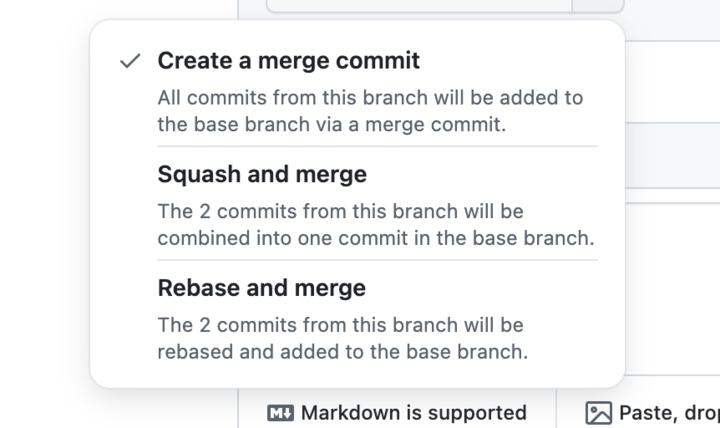 Create a merge commit
All commits from this branch will be added to
the base branch via a merge commit.
Squash and merge
The 2 commits from this branch will be
combined into one commit in the base branch.
Rebase and merge
The 2 commits from this branch will be
rebased and added to the base branch.
Markdown is supported
Paste,